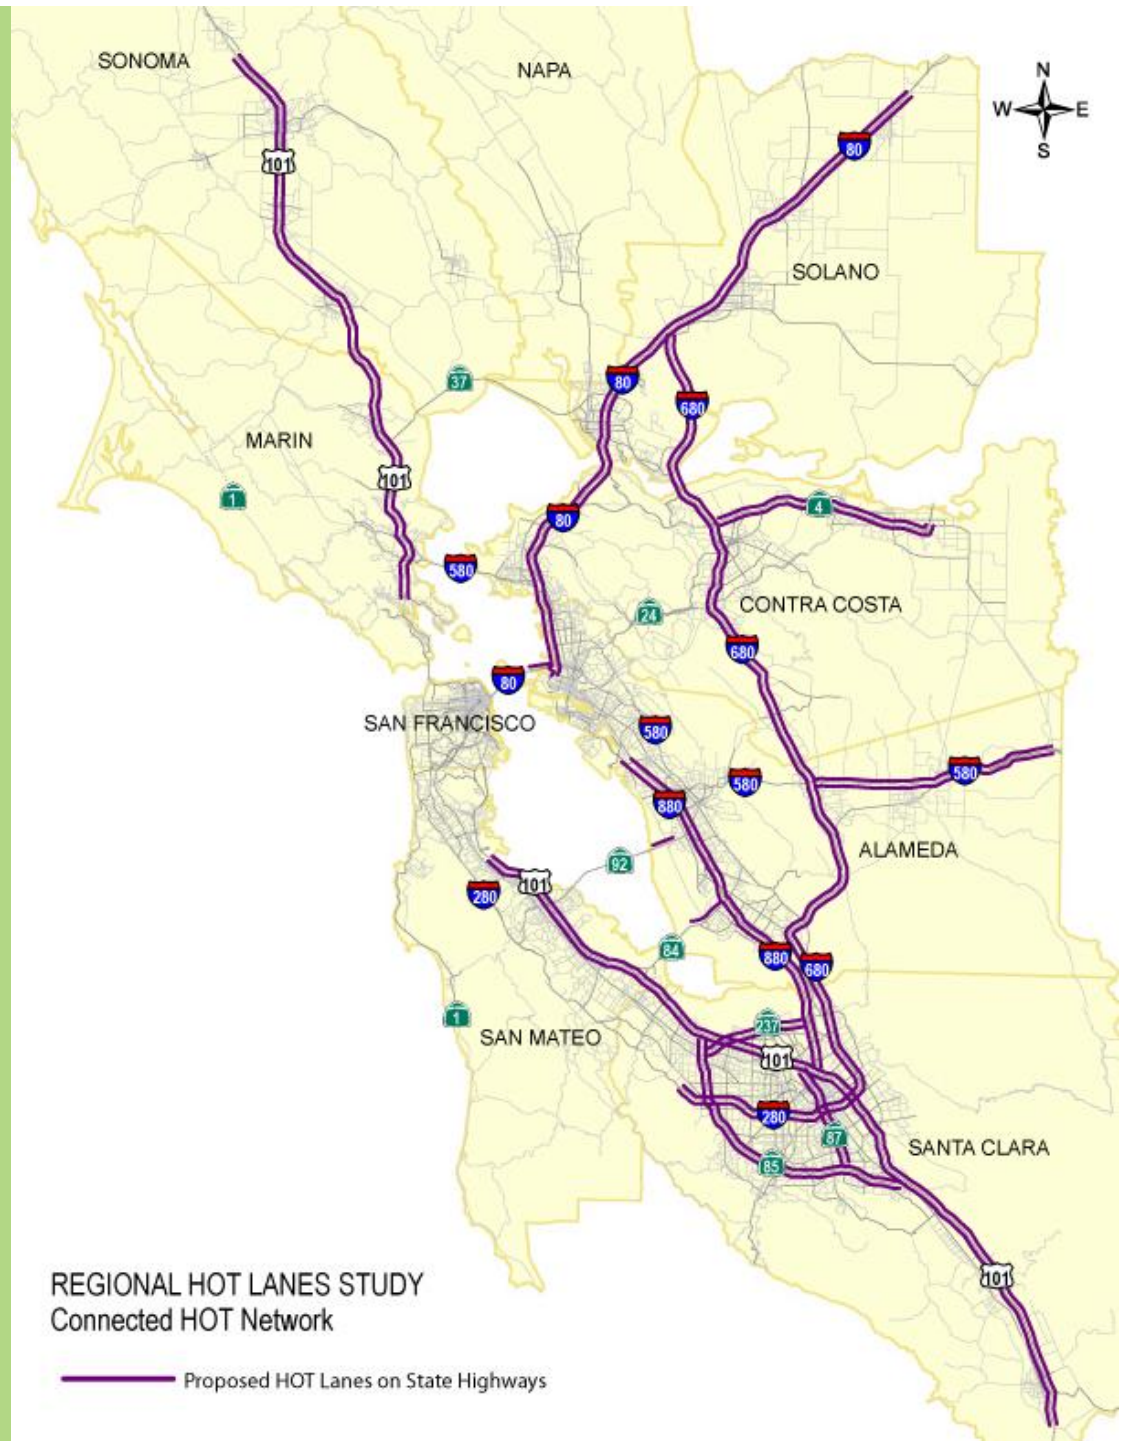 SONOMA
NAPA
N
W E
S
80
101
SOLANO
37
80
680
MARIN
101
1
4
80
580
CONTRA COSTA
24
680
80
SAN FRANCISCO
580
580
580
880
ALAMEDA
92
101
280
84
880
680
1
237
SAN MATEO
101
280
87
SANTA CLARA
85
101
REGIONAL HOT LANES STUDY
Connected HOT Network
Proposed HOT Lanes on State Highways